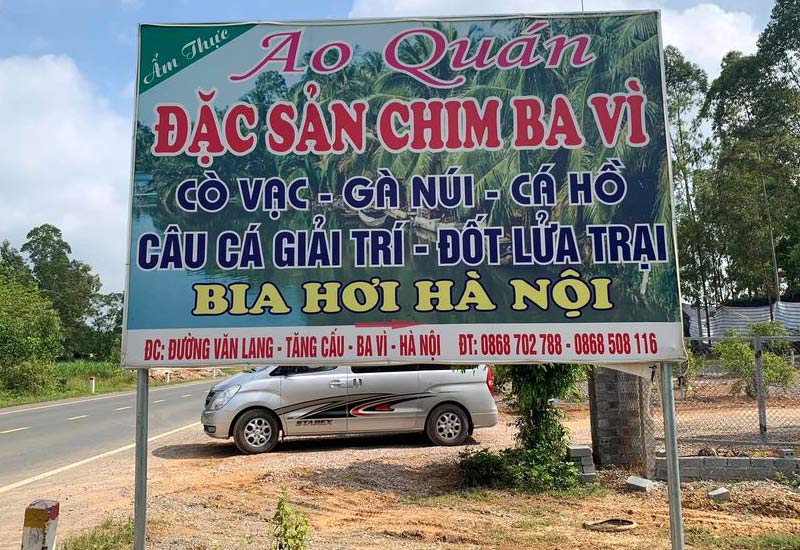 Ẩm Thực
Ao Quán
ĐẶC SẢN CHIM BA VÌ
CÒ VẠC - GÀ NÚI - CÁ HỒ
CÂU CÁ GIẢI TRÍ - ĐỐT LỬA TRẠI
BIA HƠI HÀ NỘI
ĐC: ĐƯỜNG VĂN LANG - TĂNG CẤU - BA VÌ - HÀ NỘI ĐT: 0868 702 788 - 0868 508 116
STAREX